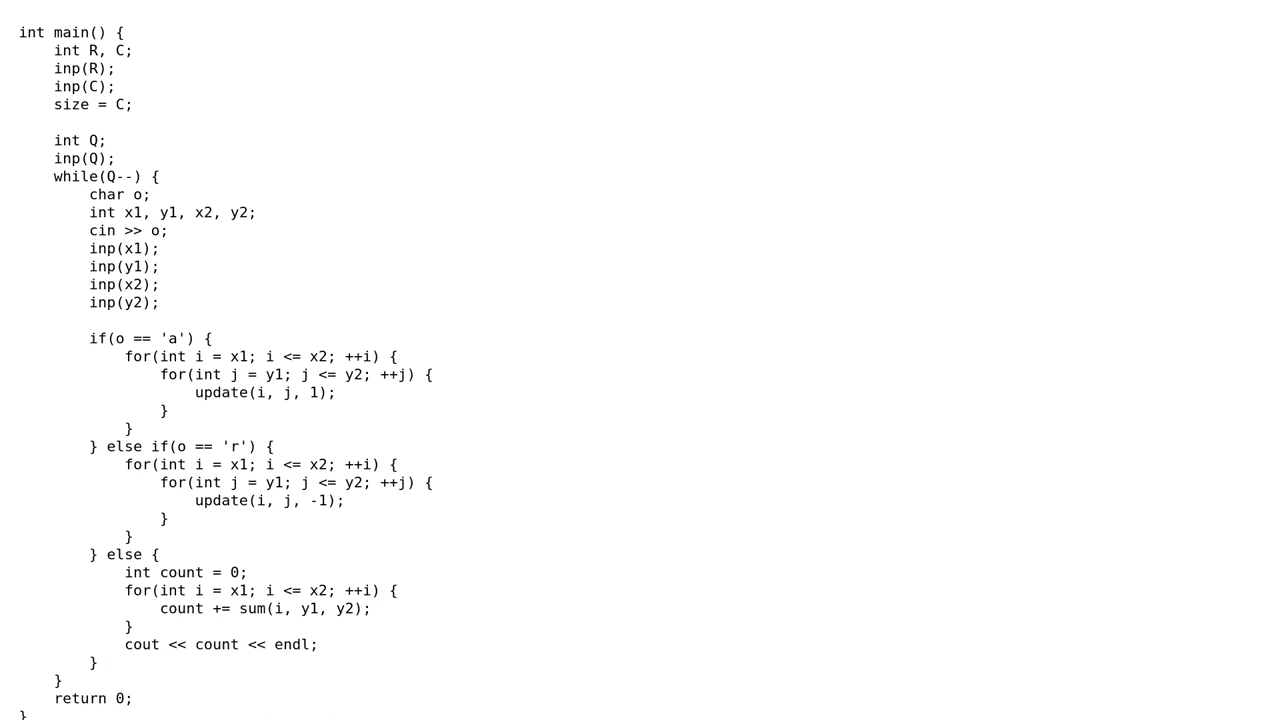 int main() {
    int R, C;
    inp(R);
    inp(C);
    size = C;

    int Q;
    inp(Q);
    while(Q--) {
        char o;
        int x1, y1, x2, y2;
        cin >> o;
        inp(x1);
        inp(y1);
        inp(x2);
        inp(y2);

        if(o == 'a') {
            for(int i = x1; i <= x2; ++i) {
                for(int j = y1; j <= y2; ++j) {
                    update(i, j, 1);
                }
            }
        } else if(o == 'r') {
            for(int i = x1; i <= x2; ++i) {
                for(int j = y1; j <= y2; ++j) {
                    update(i, j, -1);
                }
            }
        } else {
            int count = 0;
            for(int i = x1; i <= x2; ++i) {
                count += sum(i, y1, y2);
            }
            cout << count << endl;
        }
    }
    return 0;
}